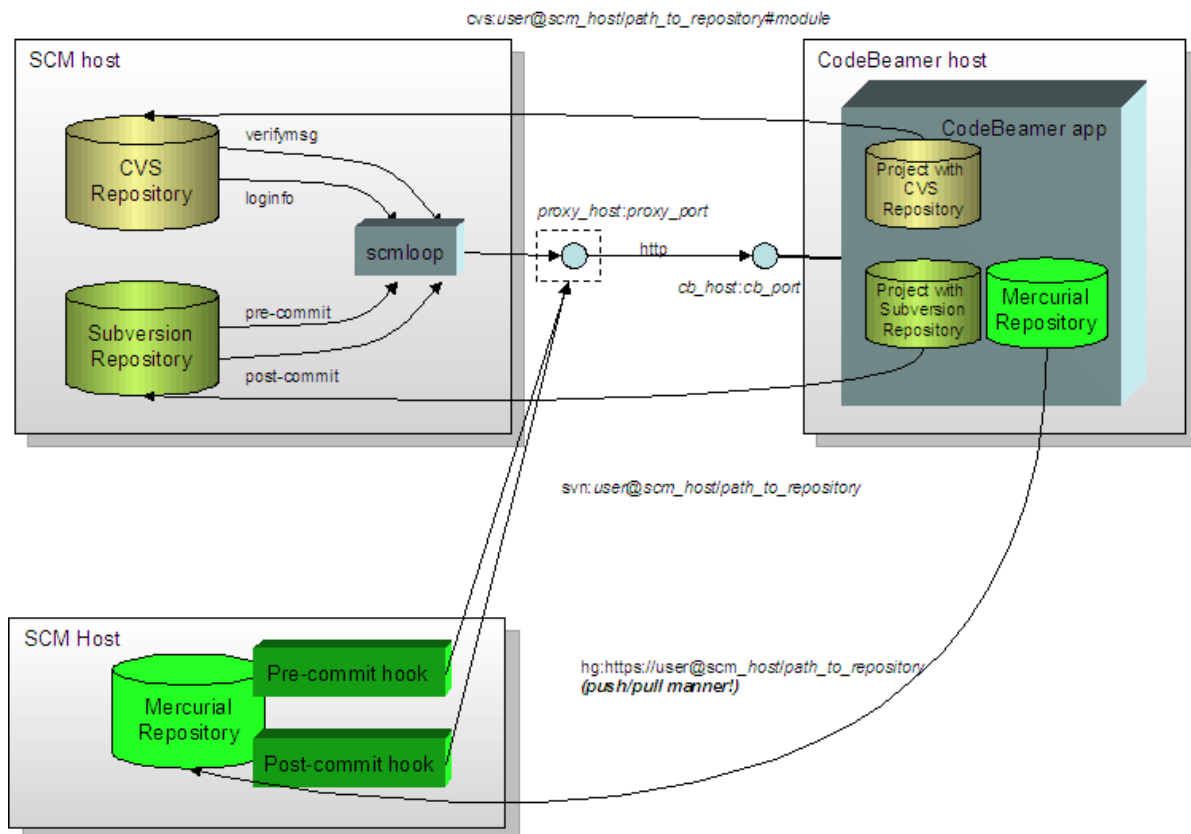 cvs:user@scm_host/path_to_repository#module
SCM host
CVS
Repository
verifymsg
loginfo
scmloop
Subversion
Repository
pre-commit
post-commit
proxy_host:proxy_port
http
cb_host:cb_port
CodeBeamer host
CodeBeamer app
Project with
CVS
Repository
Project with
Subversion
Repository
Mercurial
Repository
svn:user@scm_host/path_to_repository
SCM Host
Mercurial
Repository
Pre-commit hook
Post-commit hook
hg:https://user@scm_host/path_to_repository
(push/pull manner!)